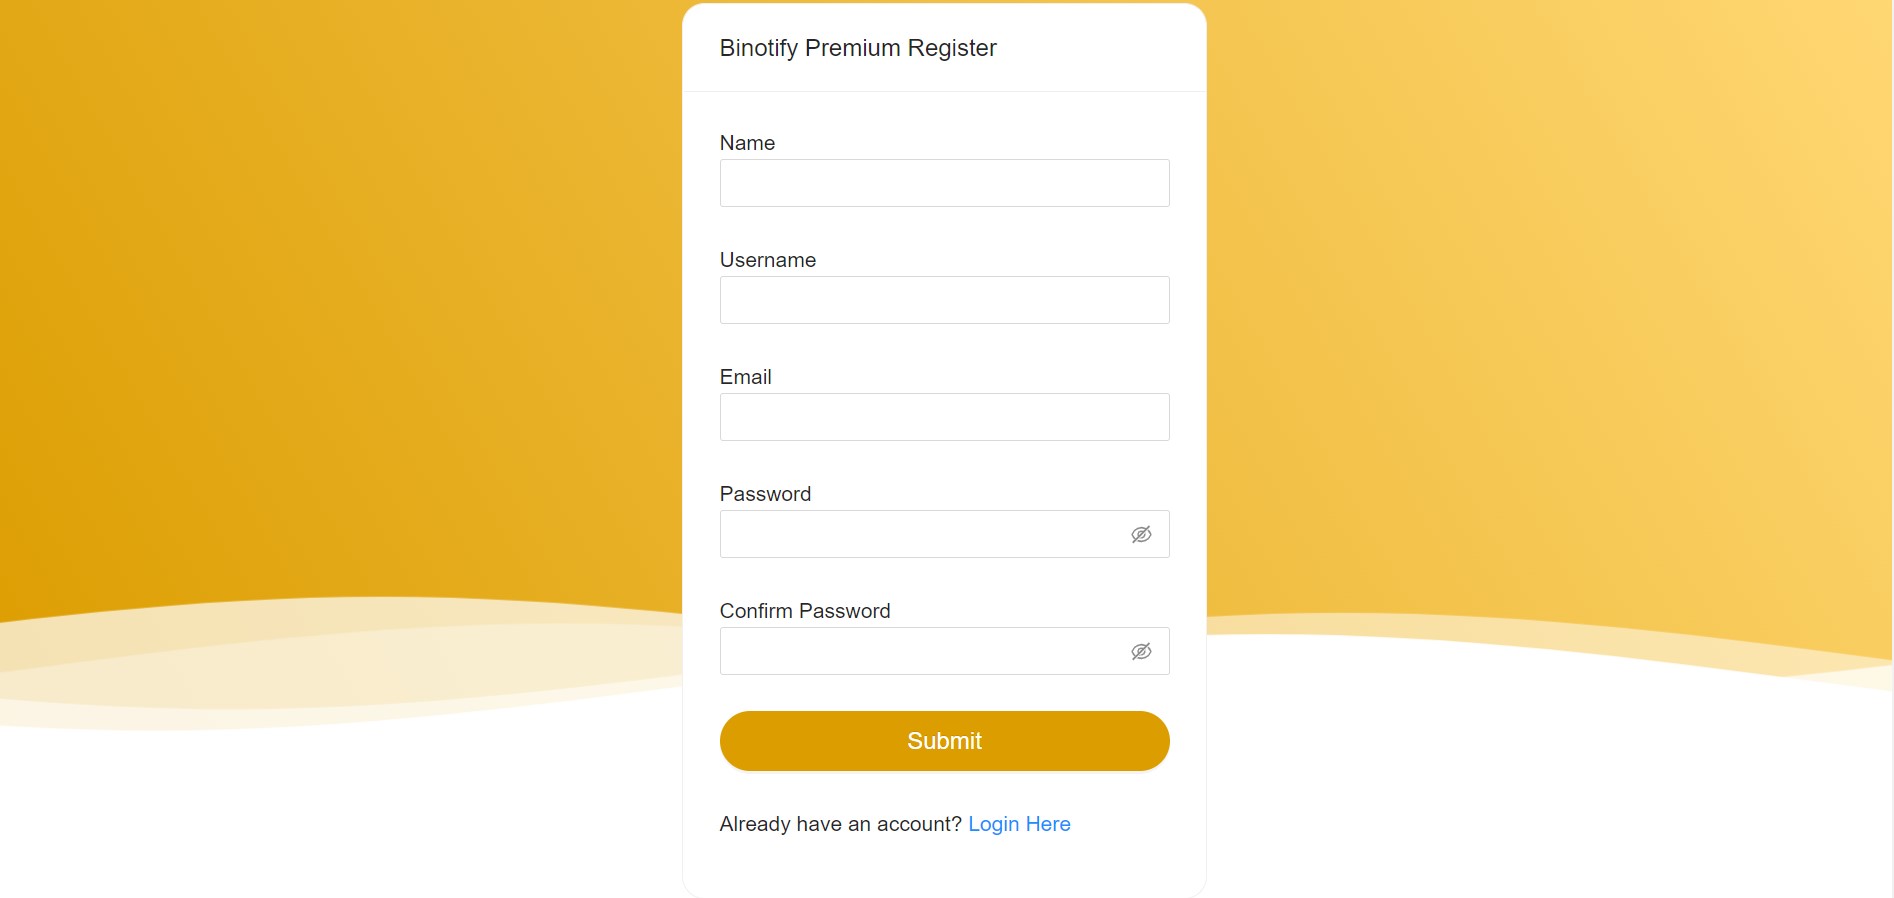 Binotify Premium Register
Name
Username
Email
Password
Confirm Password
Submit
Already have an account? Login Here